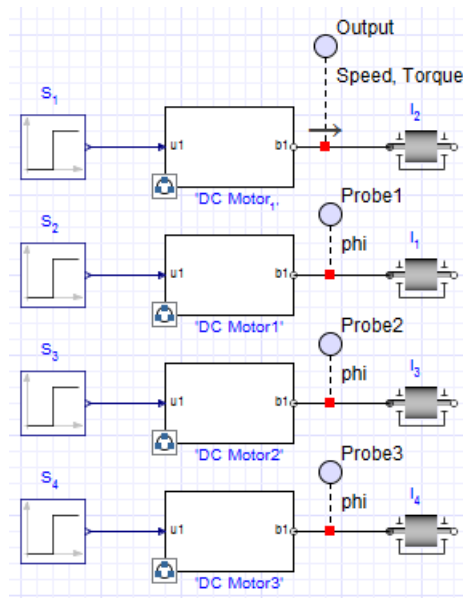 Output
Speed, Torque
S₁
I₂
u1
b1
'DC Motor₁'
Probe1
S₂
I₁
phi
u1
b1
'DC Motor1'
Probe2
S₃
I₃
phi
u1
b1
'DC Motor2'
Probe3
S₄
I₄
phi
u1
b1
'DC Motor3'